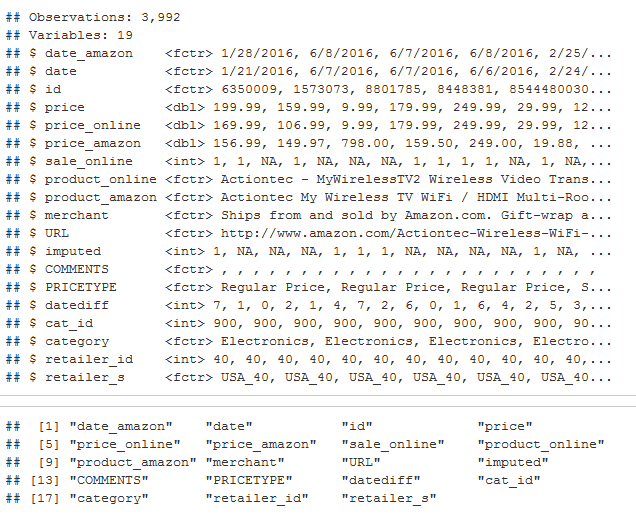 ## Observations: 3,992
## Variables: 19
## $ date_amazon    <fctr> 1/28/2016, 6/8/2016, 6/7/2016, 6/8/2016, 2/25/...
## $ date           <fctr> 1/21/2016, 6/7/2016, 6/7/2016, 6/6/2016, 2/24/...
## $ id             <fctr> 6350009, 1573073, 8801785, 8448381, 8544480030...
## $ price          <dbl> 199.99, 159.99, 9.99, 179.99, 249.99, 29.99, 12...
## $ price_online   <dbl> 169.99, 106.99, 9.99, 179.99, 249.99, 29.99, 12...
## $ price_amazon   <dbl> 156.99, 149.97, 798.00, 159.50, 249.00, 19.88, ...
## $ sale_online    <int> 1, 1, NA, 1, NA, NA, NA, 1, 1, 1, 1, NA, 1, NA,...
## $ product_online <fctr> Actiontec - MyWirelessTV2 Wireless Video Trans...
## $ product_amazon <fctr> Actiontec My Wireless TV WiFi / HDMI Multi-Roo...
## $ merchant       <fctr> Ships from and sold by Amazon.com. Gift-wrap a...
## $ URL            <fctr> http://www.amazon.com/Actiontec-Wireless-WiFi-...
## $ imputed        <int> 1, NA, NA, NA, 1, 1, 1, NA, NA, NA, NA, 1, NA, ...
## $ COMMENTS       <fctr> , , , , , , , , , , , , , , , , , , , , , , , ,
## $ PRICETYPE      <fctr> Regular Price, Regular Price, Regular Price, S...
## $ datediff       <int> 7, 1, 0, 2, 1, 4, 7, 2, 6, 0, 1, 6, 4, 2, 5, 3,...
## $ cat_id         <int> 900, 900, 900, 900, 900, 900, 900, 900, 900, 90...
## $ category       <fctr> Electronics, Electronics, Electronics, Electro...
## $ retailer_id    <int> 40, 40, 40, 40, 40, 40, 40, 40, 40, 40, 40, 40,...
## $ retailer_s     <fctr> USA_40, USA_40, USA_40, USA_40, USA_40, USA_40...
##  [1] "date_amazon"    "date"           "id"             "price"
##  [5] "price_online"   "price_amazon"   "sale_online"    "product_online"
##  [9] "product_amazon" "merchant"       "URL"            "imputed"
## [13] "COMMENTS"       "PRICETYPE"      "datediff"       "cat_id"
## [17] "category"       "retailer_id"    "retailer_s"